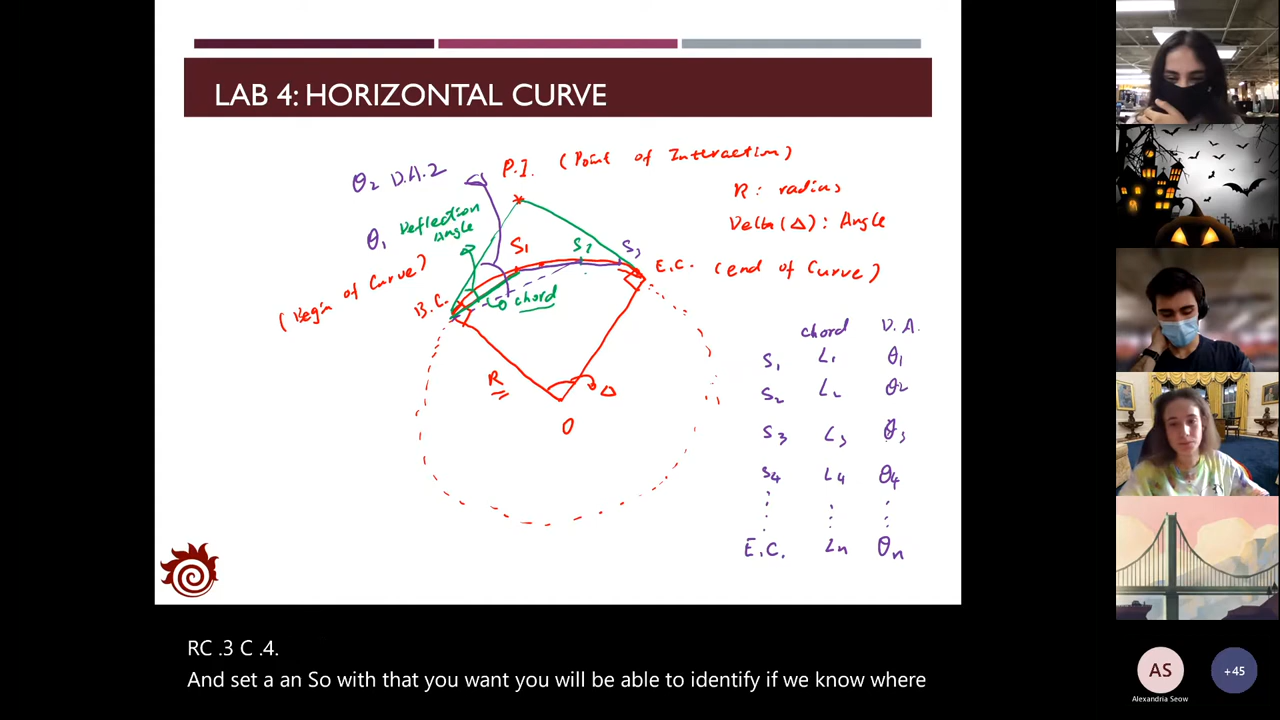 LAB 4: HORIZONTAL CURVE
θ2 D.A.2
P.I. (Point of Interaction)
R: radius
Delta(Δ): Angle
θ1 Deflection Angle
S1
S2
S3
E.C. (end of Curve)
B.C.
(Begin of Curve)
chord
R
Δ
O
chord D.A.
S1 L1 θ1
S2 L2 θ2
S3 L3 θ3
S4 L4 θ4
E.C. Ln θn
RC .3 C .4.
And set a an So with that you want you will be able to identify if we know where
AS
Alexandria Seow
+45